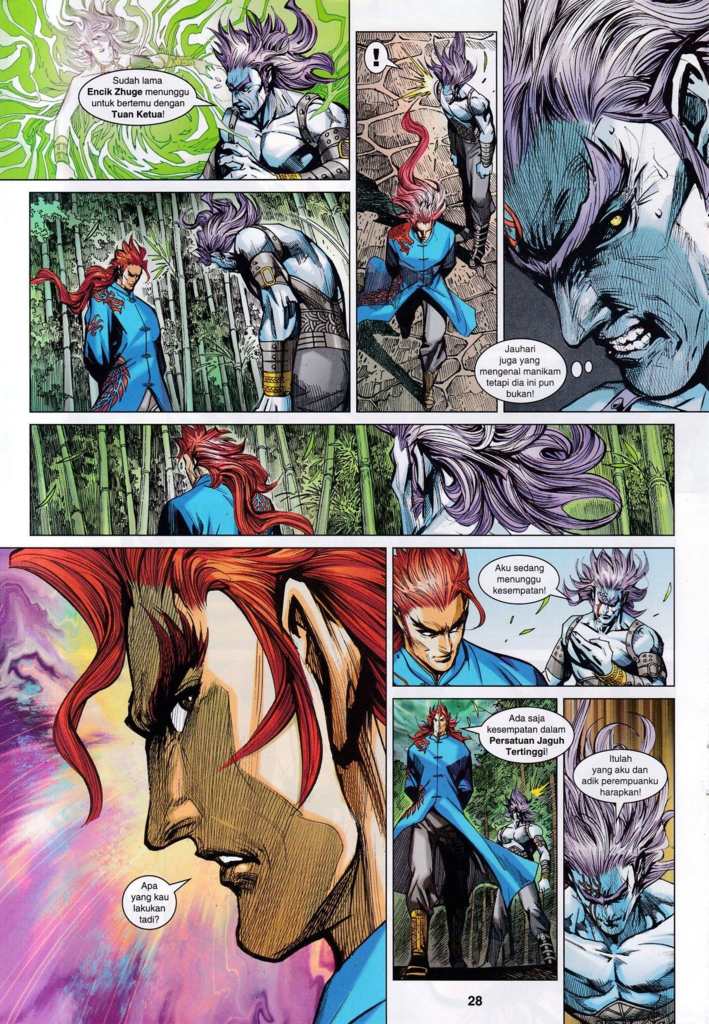 Sudah lama
Encik Zhuge menunggu
untuk bertemu dengan
Tuan Ketua!
!
Jauhari
juga yang
mengenal manikam
tetapi dia ini pun
bukan!
Apa
yang kau
lakukan
tadi?
Aku sedang
menunggu
kesempatan!
Ada saja
kesempatan dalam
Persatuan Jaguh
Tertinggi!
Itulah
yang aku dan
adik perempuanku
harapkan!
28